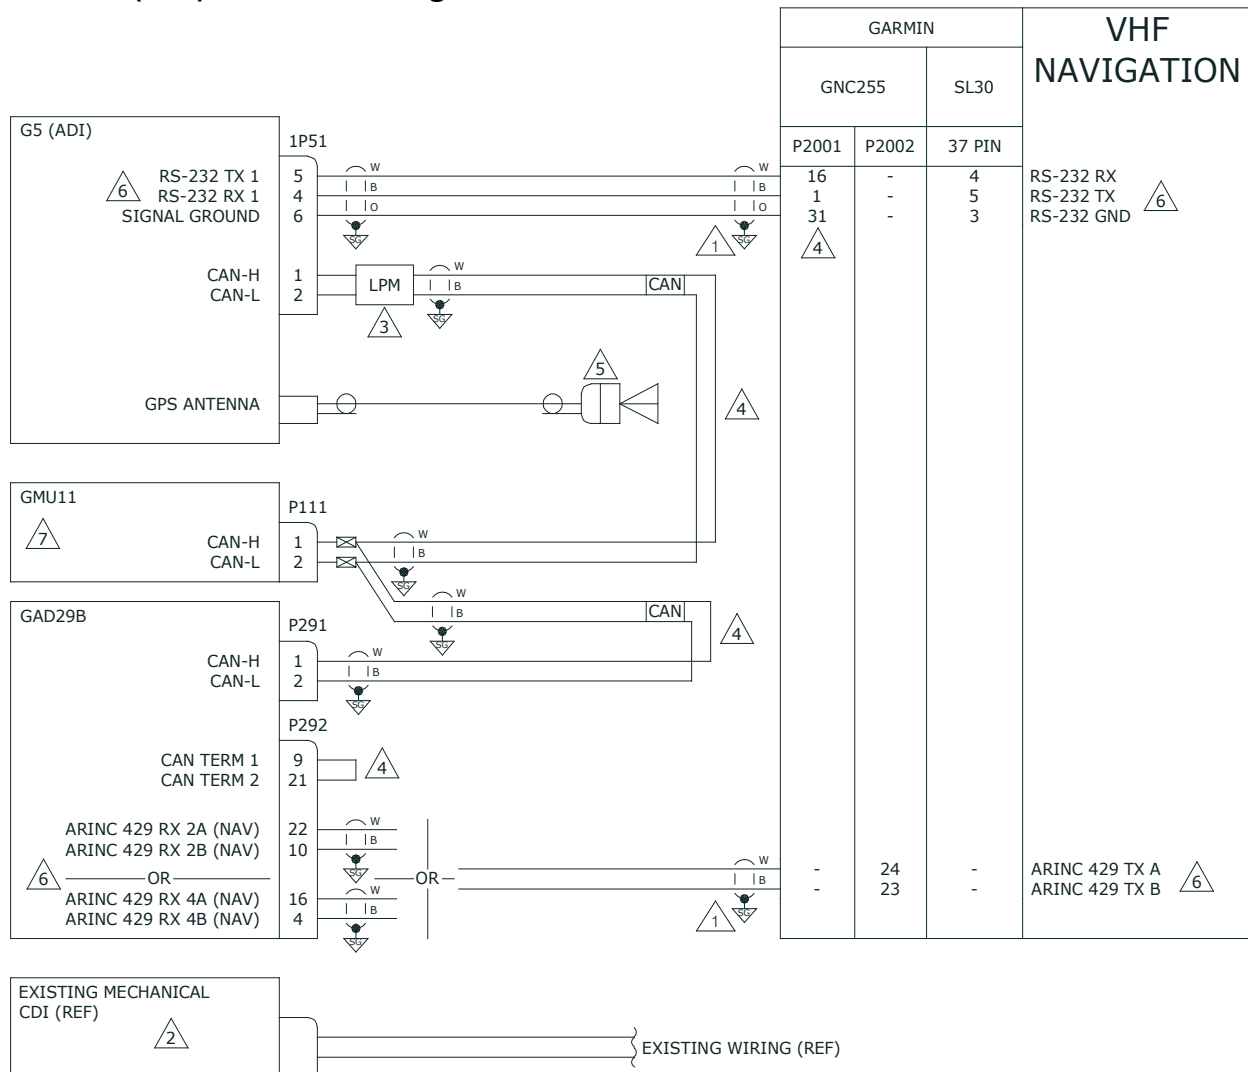 GARMIN
VHF
NAVIGATION
GNC255
SL30
P2001
P2002
37 PIN
G5 (ADI)
1P51
6
RS-232 TX 1
5
W
W
16
-
4
RS-232 RX
RS-232 RX 1
4
B
B
1
-
5
RS-232 TX
6
SIGNAL GROUND
6
O
O
31
-
3
RS-232 GND
SG
1
SG
4
CAN-H
1
LPM
W
CAN
CAN-L
2
B
3
SG
5
GPS ANTENNA
4
GMU11
P111
7
CAN-H
1
W
CAN-L
2
B
SG
GAD29B
W
CAN
P291
B
4
SG
CAN-H
1
W
CAN-L
2
B
SG
P292
CAN TERM 1
9
4
CAN TERM 2
21
ARINC 429 RX 2A (NAV)
22
W
ARINC 429 RX 2B (NAV)
10
B
SG
6
OR
OR
W
-
24
-
ARINC 429 TX A
B
-
23
-
ARINC 429 TX B
6
ARINC 429 RX 4A (NAV)
16
W
ARINC 429 RX 4B (NAV)
4
B
SG
1
SG
EXISTING MECHANICAL
CDI (REF)
2
EXISTING WIRING (REF)